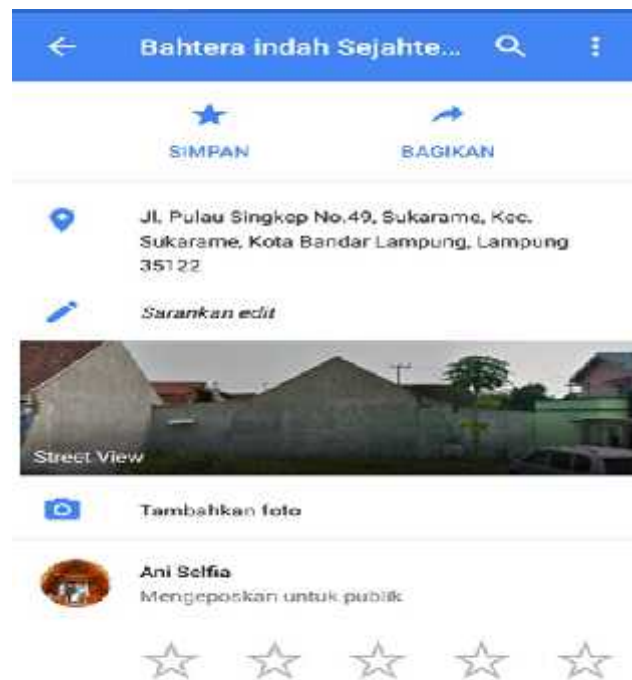 Bahtera indah Sejahte...
SIMPAN BAGIKAN
Jl. Pulau Singkep No.49, Sukarame, Kec.
Sukarame, Kota Bandar Lampung, Lampung
35122
Sarankan edit
Street View
Tambahkan foto
Ani Selfia
Mengeposkan untuk publik